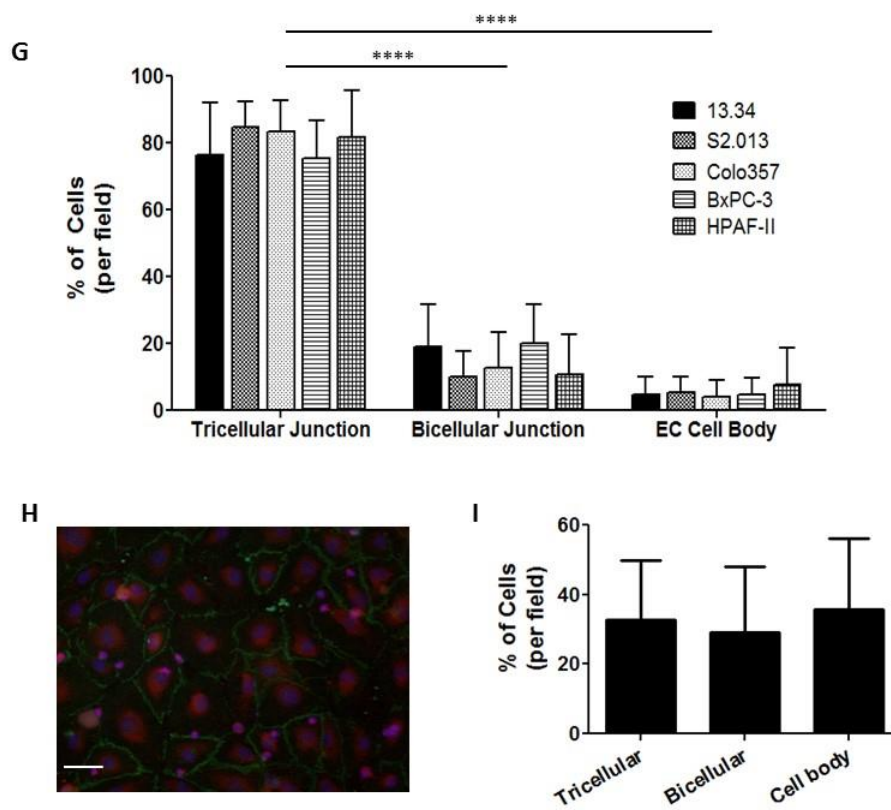 ****
****
G
% of Cells
(per field)
100
80
60
40
20
0
13.34
S2.013
Colo357
BxPC-3
HPAF-II
Tricellular Junction Bicellular Junction EC Cell Body
H
I
% of Cells
(per field)
60
40
20
0
Tricellular Bicellular Cell body